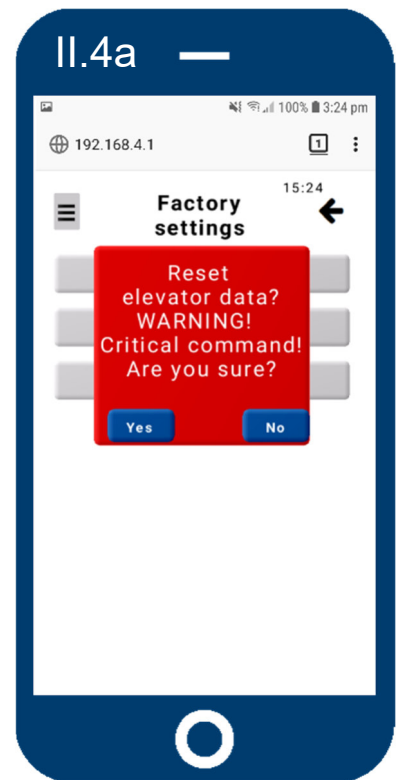 II.4a
100% 3:24 pm
192.168.4.1
1
15:24
Factory
settings
Reset
elevator data?
WARNING!
Critical command!
Are you sure?
Yes No